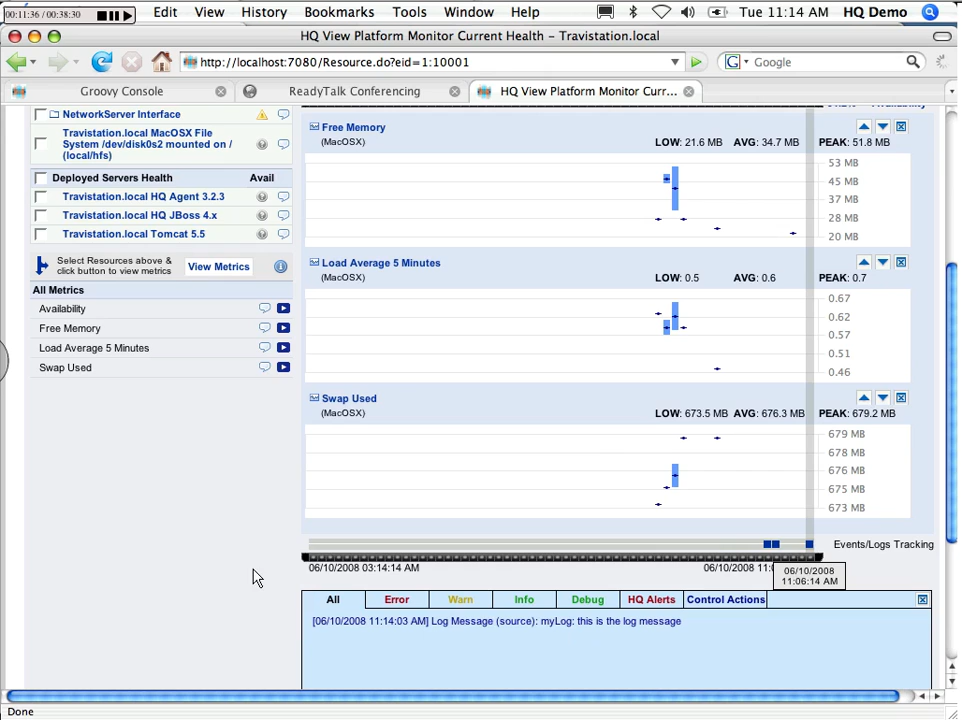 00:11:36 / 00:38:30
Edit View History Bookmarks Tools Window Help Tue 11:14 AM HQ Demo
HQ View Platform Monitor Current Health – Travistation.local
http://localhost:7080/Resource.do?eid=1:10001
Google
Groovy Console
ReadyTalk Conferencing
HQ View Platform Monitor Curr...
NetworkServer Interface
Travistation.local MacOSX File
System /dev/disk0s2 mounted on /
(local/hfs)
Deployed Servers Health Avail
Travistation.local HQ Agent 3.2.3
Travistation.local HQ JBoss 4.x
Travistation.local Tomcat 5.5
Select Resources above &
click button to view metrics
View Metrics
All Metrics
Availability
Free Memory
Load Average 5 Minutes
Swap Used
Free Memory
(MacOSX)
LOW: 21.6 MB AVG: 34.7 MB PEAK: 51.8 MB
53 MB
45 MB
37 MB
28 MB
20 MB
Load Average 5 Minutes
(MacOSX)
LOW: 0.5 AVG: 0.6 PEAK: 0.7
0.67
0.62
0.57
0.51
0.46
Swap Used
(MacOSX)
LOW: 673.5 MB AVG: 676.3 MB PEAK: 679.2 MB
679 MB
678 MB
676 MB
675 MB
673 MB
Events/Logs Tracking
06/10/2008 03:14:14 AM
06/10/2008 11:0
06/10/2008
11:06:14 AM
All Error Warn Info Debug HQ Alerts Control Actions
[06/10/2008 11:14:03 AM] Log Message (source): myLog: this is the log message
Done